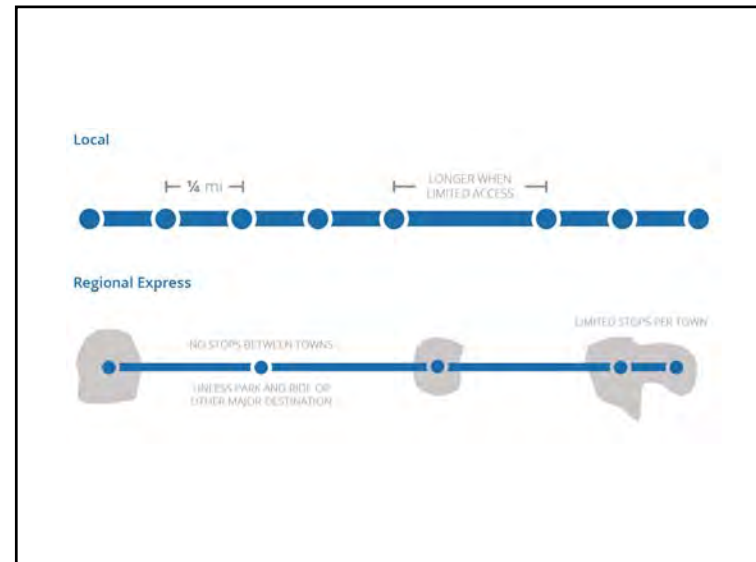 Local
¼ mi
LONGER WHEN
LIMITED ACCESS
Regional Express
LIMITED STOPS PER TOWN
NO STOPS BETWEEN TOWNS
UNLESS PARK AND RIDE OR
OTHER MAJOR DESTINATION